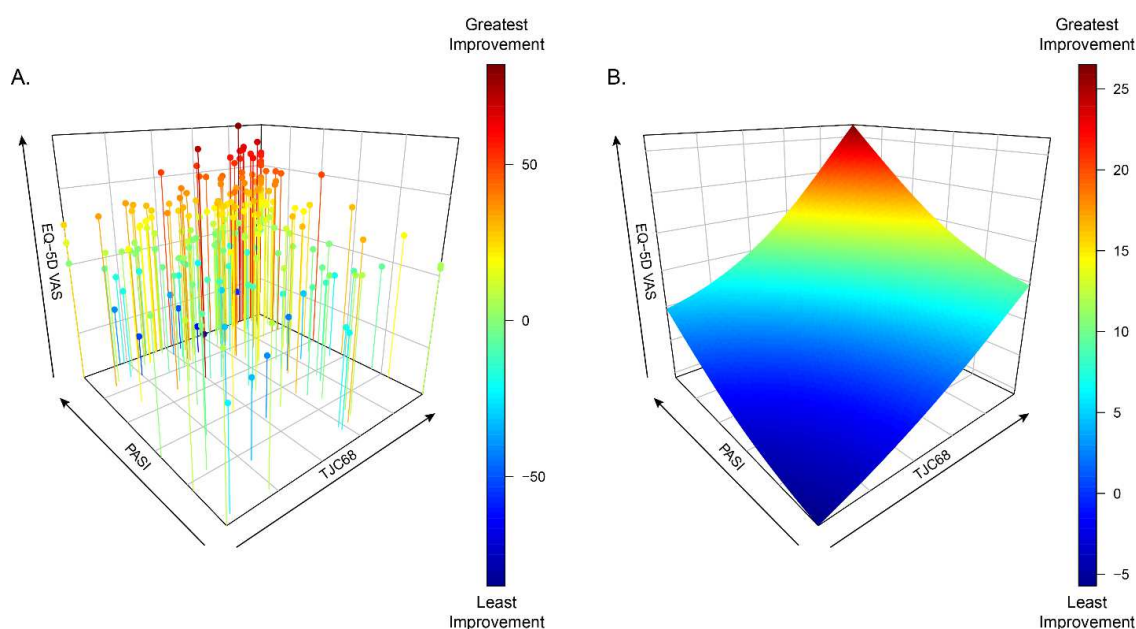 A.
Greatest
Improvement
50
0
−50
Least
Improvement
EQ−5D VAS
PASI
TJC68
B.
Greatest
Improvement
25
20
15
10
5
0
−5
Least
Improvement
EQ−5D VAS
PASI
TJC68